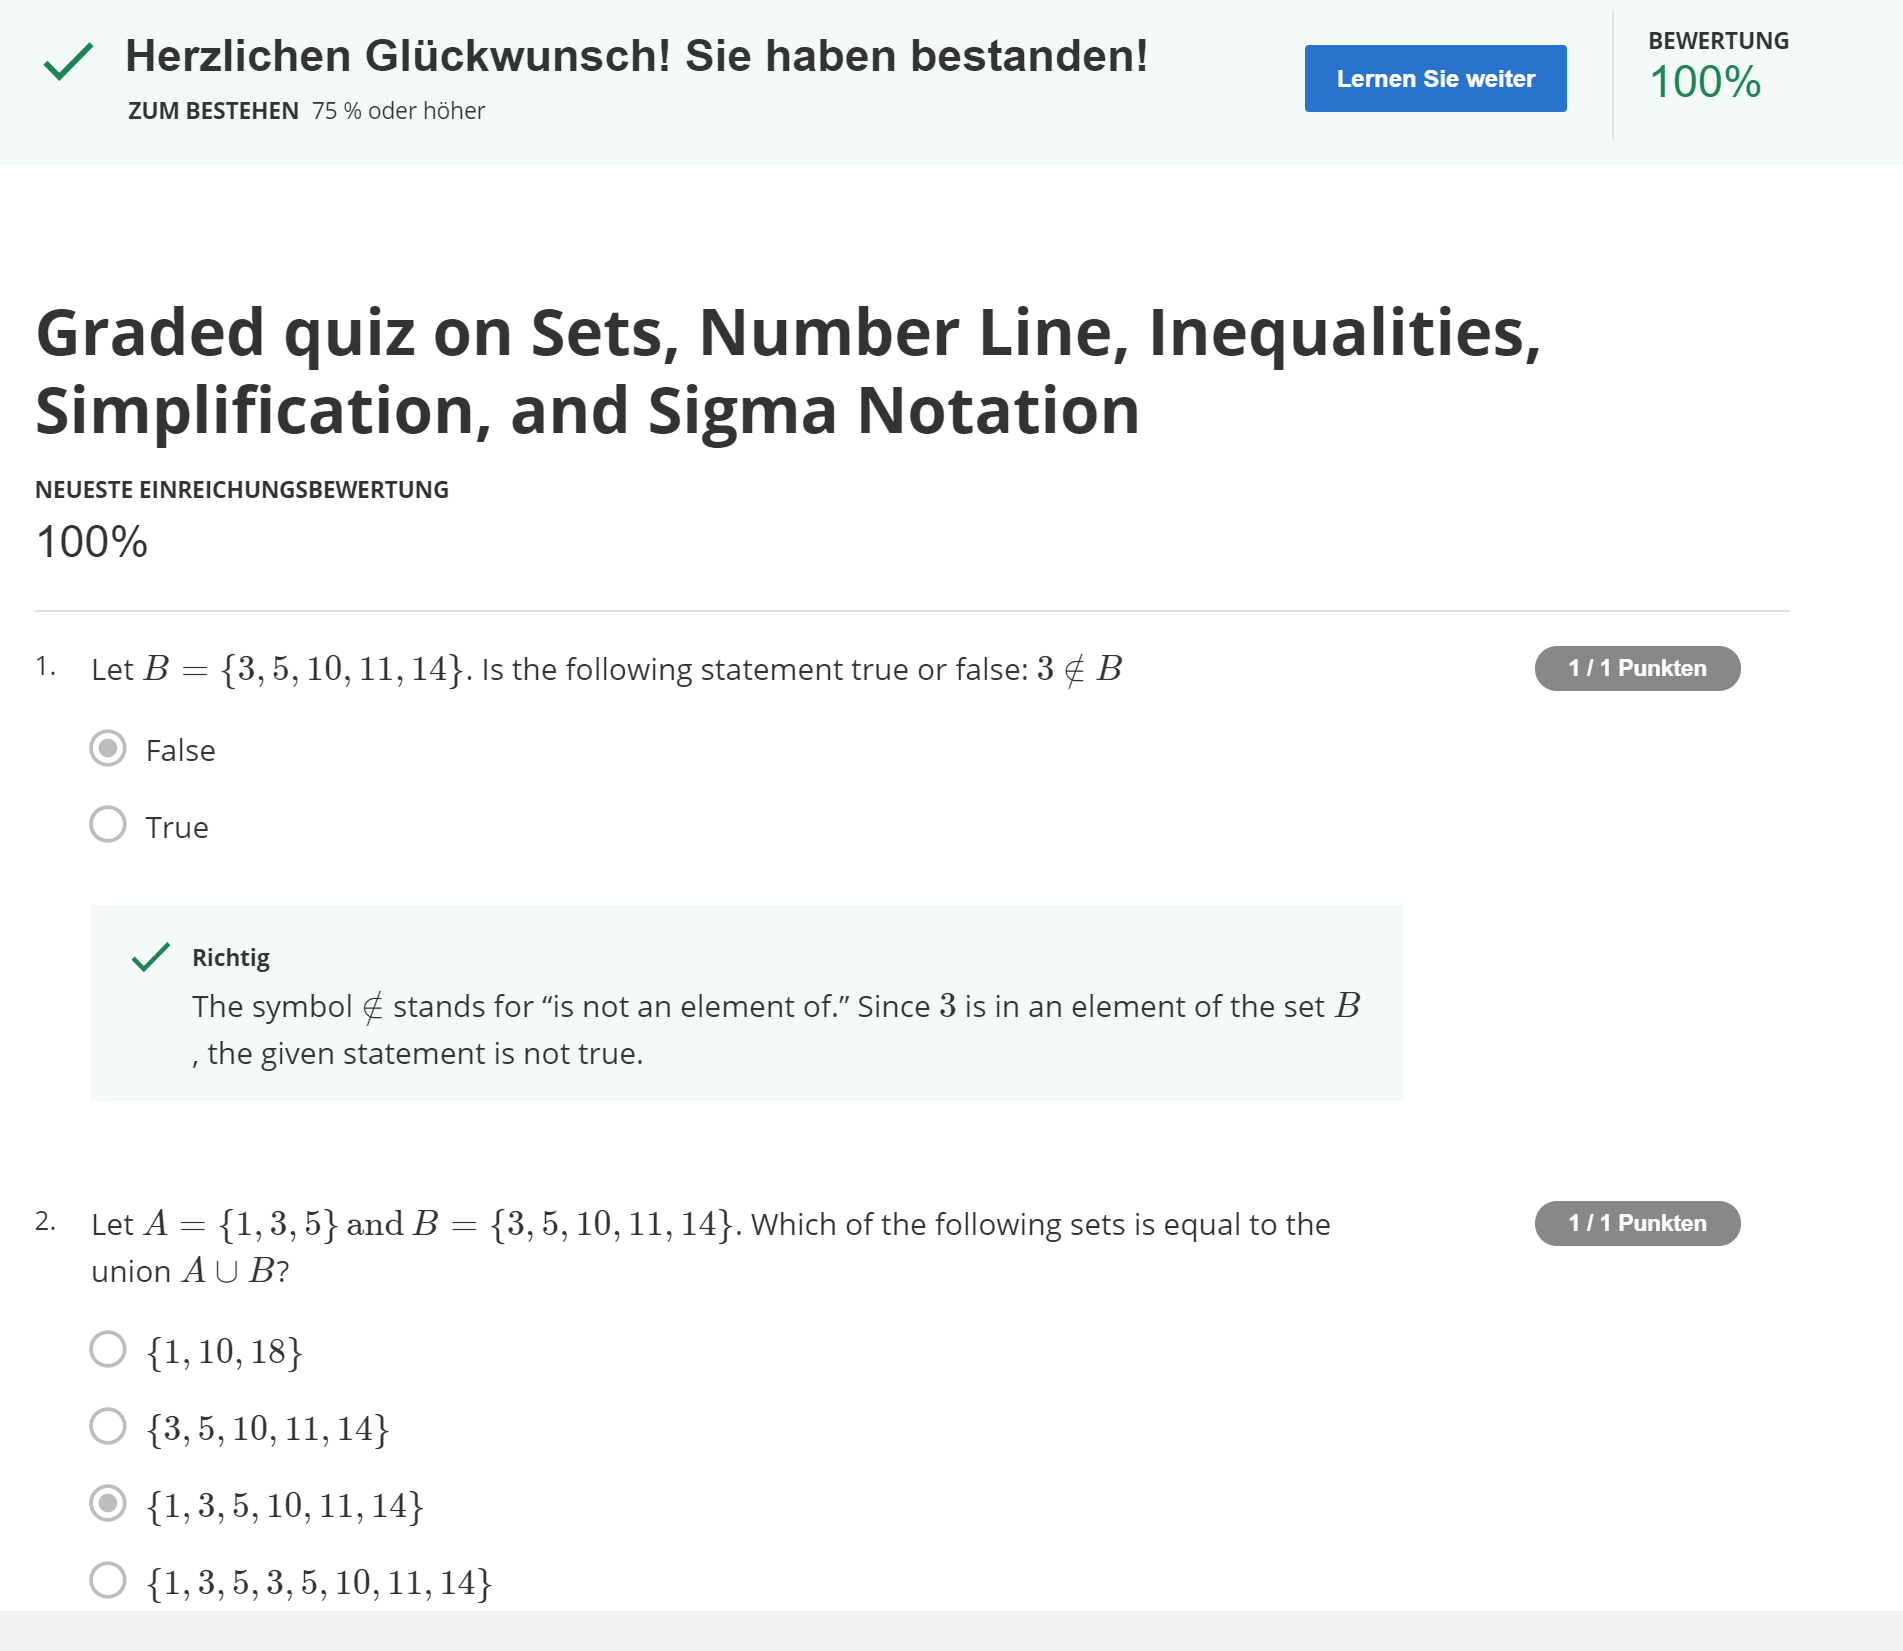 Herzlichen Glückwunsch! Sie haben bestanden!
ZUM BESTEHEN 75 % oder höher
Lernen Sie weiter
BEWERTUNG
100%
Graded quiz on Sets, Number Line, Inequalities,
Simplification, and Sigma Notation
NEUESTE EINREICHUNGSBEWERTUNG
100%
1. Let B = {3, 5, 10, 11, 14}. Is the following statement true or false: 3 ∉ B
1 / 1 Punkten
False
True
Richtig
The symbol ∉ stands for “is not an element of.” Since 3 is in an element of the set B
, the given statement is not true.
2. Let A = {1, 3, 5} and B = {3, 5, 10, 11, 14}. Which of the following sets is equal to the
union A ∪ B?
1 / 1 Punkten
{1, 10, 18}
{3, 5, 10, 11, 14}
{1, 3, 5, 10, 11, 14}
{1, 3, 5, 3, 5, 10, 11, 14}